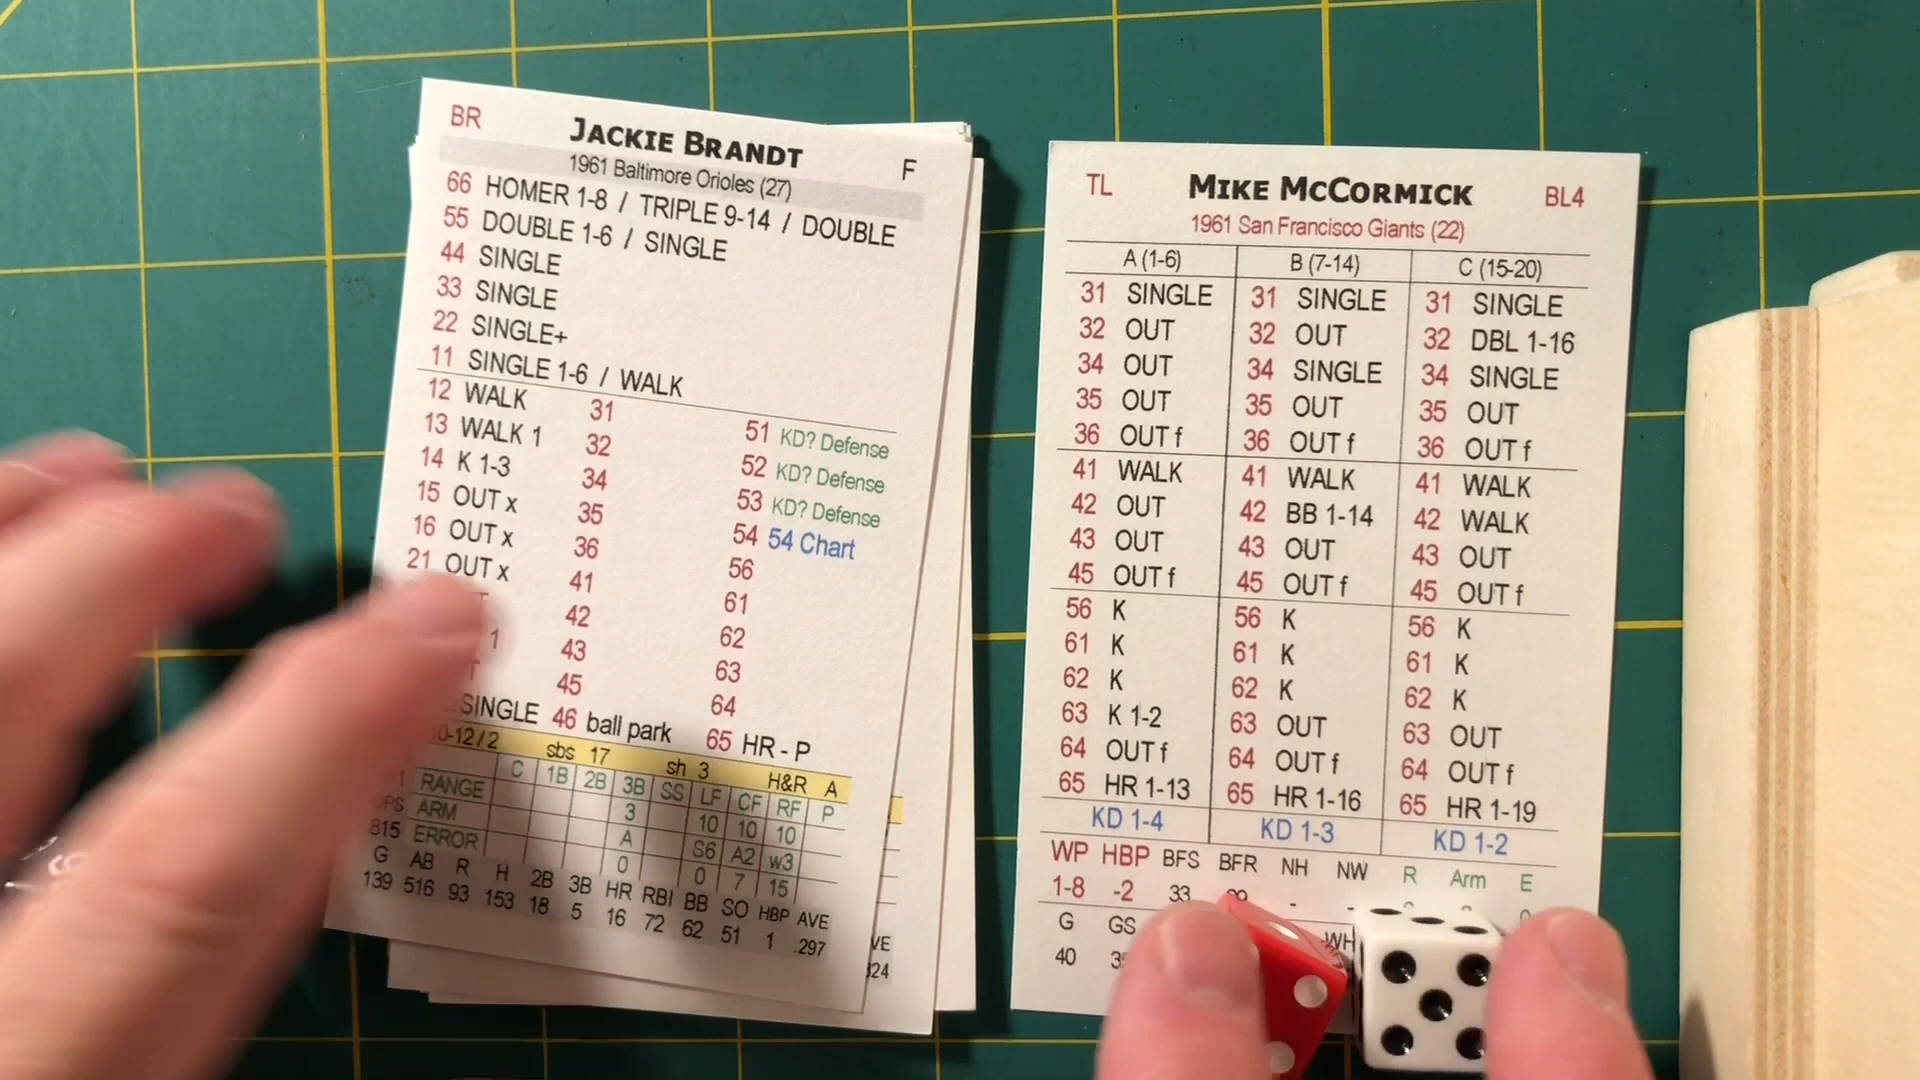 BR JACKIE BRANDT F
1961 Baltimore Orioles (27)
66 HOMER 1-8 / TRIPLE 9-14 / DOUBLE
55 DOUBLE 1-6 / SINGLE
44 SINGLE
33 SINGLE
22 SINGLE+
11 SINGLE 1-6 / WALK
12 WALK 31 51 KD? Defense
13 WALK 1 32 52 KD? Defense
14 K 1-3 34 53 KD? Defense
15 OUT x 35 54 54 Chart
16 OUT x 36 56
21 OUT x 41 61
42 62
1 43 63
45 64
SINGLE 46 ball park 65 HR - P
0-12 / 2 sbs 17 sh 3 H&R A
RANGE C 1B 2B 3B SS LF CF RF P
ARM 3 10 10 10
815 ERROR A S6 A2 w3
0 0 7 15
G AB R H 2B 3B HR RBI BB SO HBP AVE
139 516 93 153 18 5 16 72 62 51 1 .297
VE
324
TL MIKE MCCORMICK BL4
1961 San Francisco Giants (22)
A (1-6) B (7-14) C (15-20)
31 SINGLE 31 SINGLE 31 SINGLE
32 OUT 32 OUT 32 DBL 1-16
34 OUT 34 SINGLE 34 SINGLE
35 OUT 35 OUT 35 OUT
36 OUT f 36 OUT f 36 OUT f
41 WALK 41 WALK 41 WALK
42 OUT 42 BB 1-14 42 WALK
43 OUT 43 OUT 43 OUT
45 OUT f 45 OUT f 45 OUT f
56 K 56 K 56 K
61 K 61 K 61 K
62 K 62 K 62 K
63 K 1-2 63 OUT 63 OUT
64 OUT f 64 OUT f 64 OUT f
65 HR 1-13 65 HR 1-16 65 HR 1-19
KD 1-4 KD 1-3 KD 1-2
WP HBP BFS BFR NH NW R Arm E
1-8 -2 33 - -
G GS WH
40